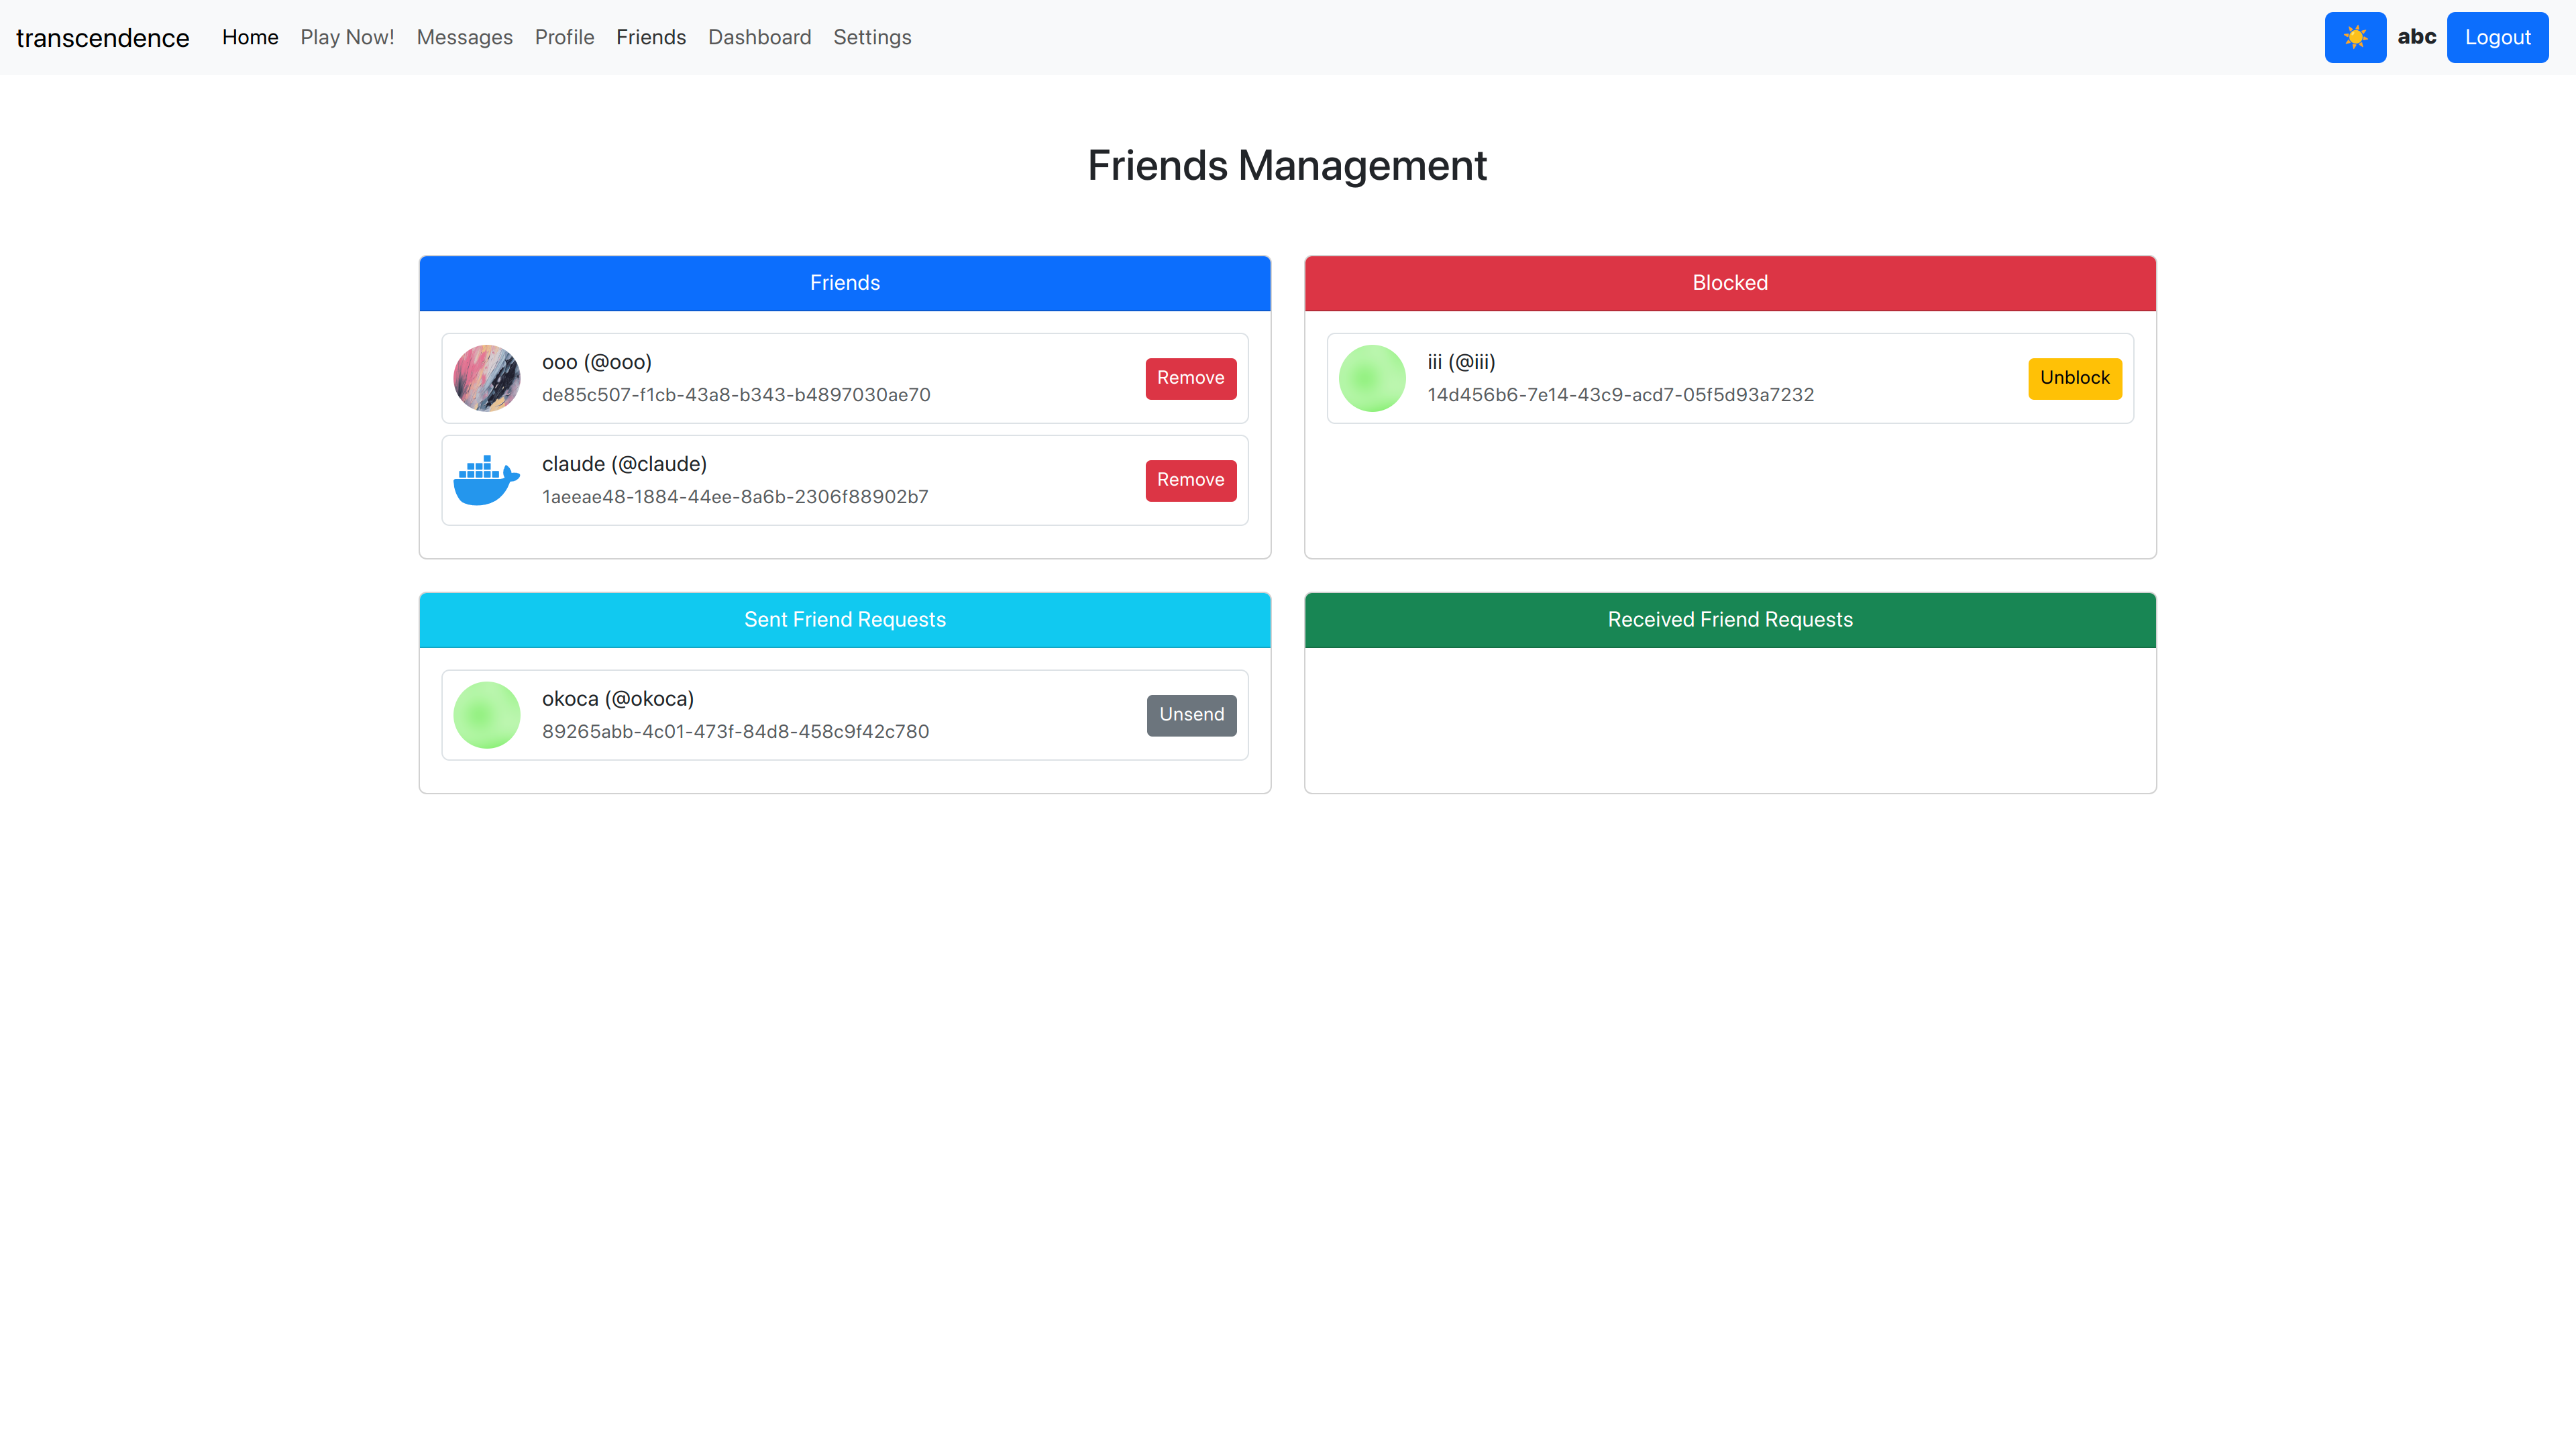 transcendence Home Play Now! Messages Profile Friends Dashboard Settings abc Logout
Friends Management
Friends
ooo (@ooo)
de85c507-f1cb-43a8-b343-b4897030ae70
Remove
claude (@claude)
1aeeae48-1884-44ee-8a6b-2306f88902b7
Remove
Blocked
iii (@iii)
14d456b6-7e14-43c9-acd7-05f5d93a7232
Unblock
Sent Friend Requests
okoca (@okoca)
89265abb-4c01-473f-84d8-458c9f42c780
Unsend
Received Friend Requests